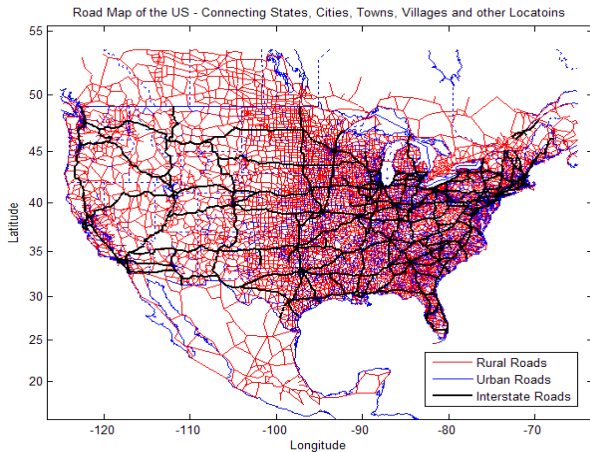 Road Map of the US - Connecting States, Cities, Towns, Villages and other Locatoins
55
50
45
40
35
30
25
20
Latitude
Rural Roads
Urban Roads
Interstate Roads
-120
-110
-100
-90
-80
-70
Longitude